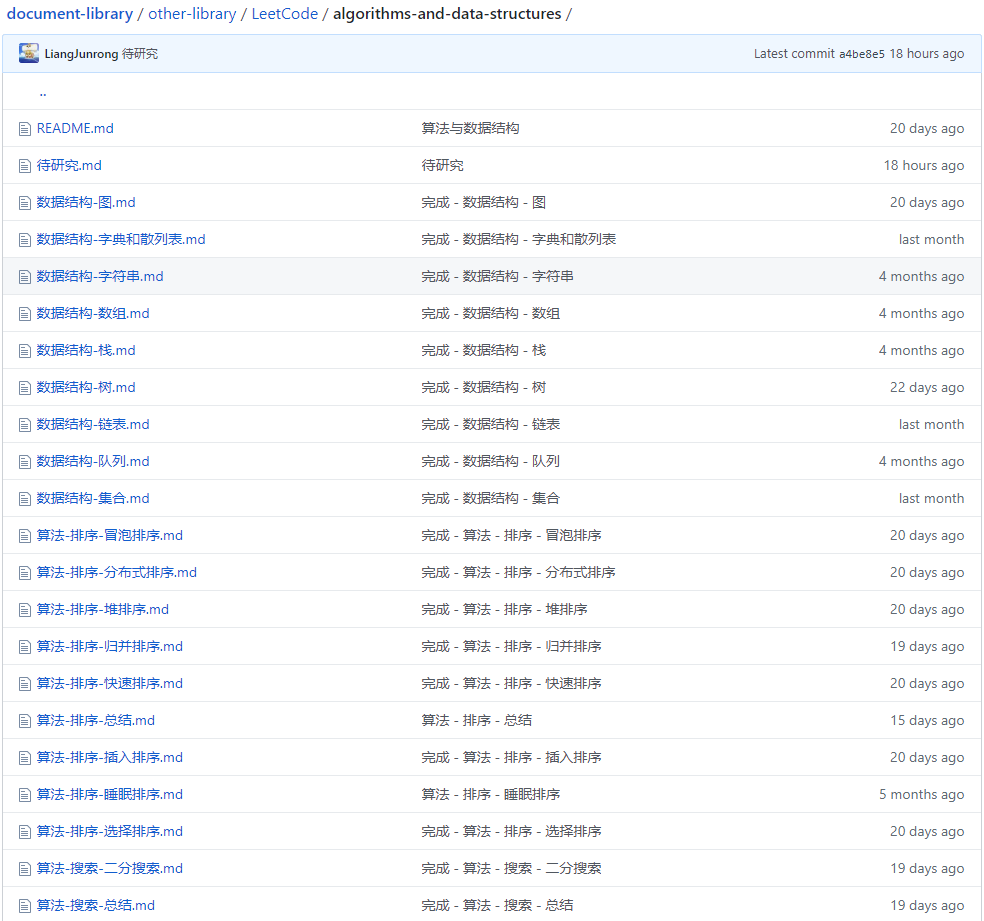 document-library / other-library / LeetCode / algorithms-and-data-structures /
LiangJunrong 待研究 Latest commit a4be8e5 18 hours ago
..
README.md 算法与数据结构 20 days ago
待研究.md 待研究 18 hours ago
数据结构-图.md 完成 - 数据结构 - 图 20 days ago
数据结构-字典和散列表.md 完成 - 数据结构 - 字典和散列表 last month
数据结构-字符串.md 完成 - 数据结构 - 字符串 4 months ago
数据结构-数组.md 完成 - 数据结构 - 数组 4 months ago
数据结构-栈.md 完成 - 数据结构 - 栈 4 months ago
数据结构-树.md 完成 - 数据结构 - 树 22 days ago
数据结构-链表.md 完成 - 数据结构 - 链表 last month
数据结构-队列.md 完成 - 数据结构 - 队列 4 months ago
数据结构-集合.md 完成 - 数据结构 - 集合 last month
算法-排序-冒泡排序.md 完成 - 算法 - 排序 - 冒泡排序 20 days ago
算法-排序-分布式排序.md 完成 - 算法 - 排序 - 分布式排序 20 days ago
算法-排序-堆排序.md 完成 - 算法 - 排序 - 堆排序 20 days ago
算法-排序-归并排序.md 完成 - 算法 - 排序 - 归并排序 19 days ago
算法-排序-快速排序.md 完成 - 算法 - 排序 - 快速排序 20 days ago
算法-排序-总结.md 算法 - 排序 - 总结 15 days ago
算法-排序-插入排序.md 完成 - 算法 - 排序 - 插入排序 20 days ago
算法-排序-睡眠排序.md 算法 - 排序 - 睡眠排序 5 months ago
算法-排序-选择排序.md 完成 - 算法 - 排序 - 选择排序 20 days ago
算法-搜索-二分搜索.md 完成 - 算法 - 搜索 - 二分搜索 19 days ago
算法-搜索-总结.md 完成 - 算法 - 搜索 - 总结 19 days ago